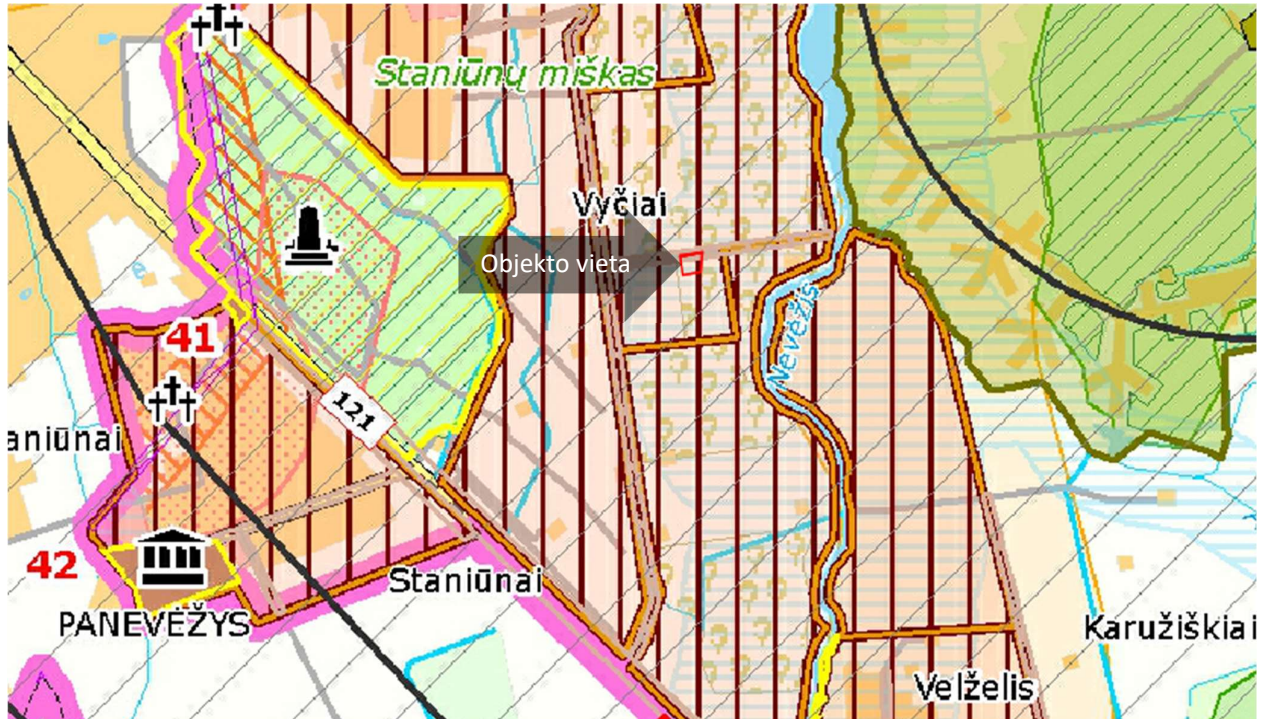 Staniūnų miškas
Vyčiai
Objekto vieta
Nevėžis
41
121
aniūnai
42
Staniūnai
PANEVĖŽYS
Karužiškiai
Velželis